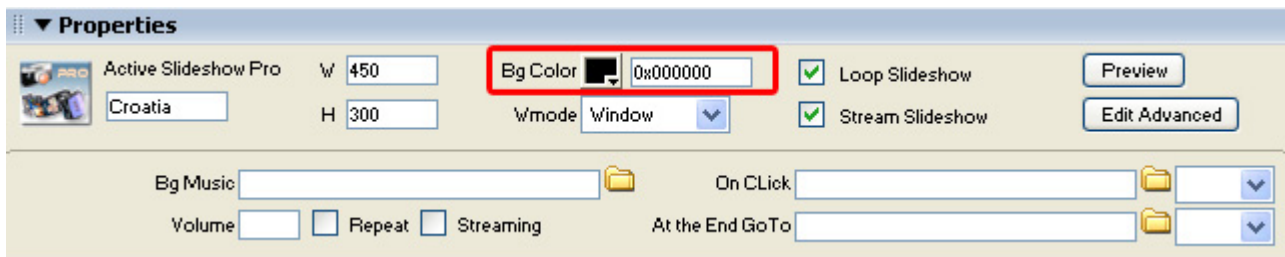 Properties
PRO
Active Slideshow Pro W 450 Bg Color 0x000000 Loop Slideshow Preview
Croatia H 300 Wmode Window Stream Slideshow Edit Advanced
Bg Music On CLick
Volume Repeat Streaming At the End GoTo